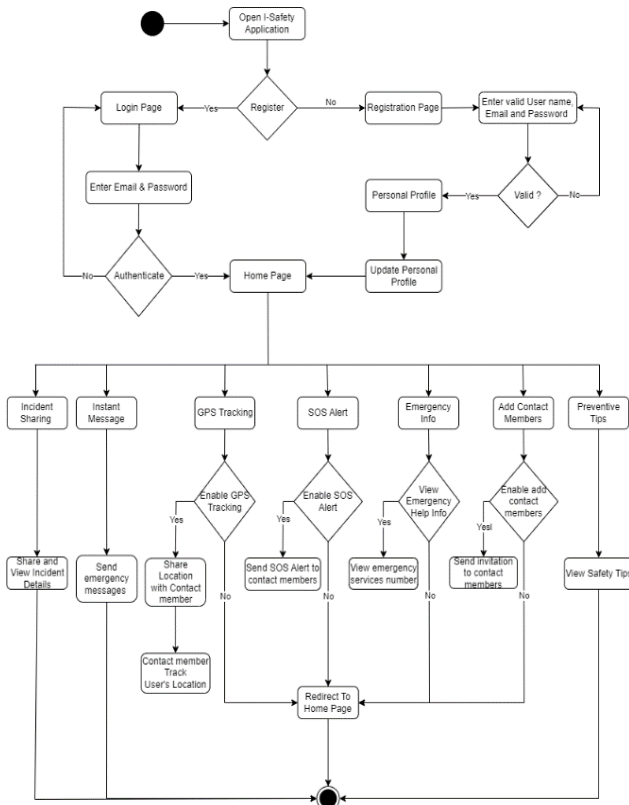 Open I-Safety
Application
Login Page
Yes
Register
No
Registration Page
Enter valid User name,
Email and Password
Enter Email & Password
Personal Profile
Yes
Valid ?
No
No
Authenticate
Yes
Home Page
Update Personal
Profile
Incident
Sharing
Instant
Message
GPS Tracking
SOS Alert
Emergency
Info
Add Contact
Members
Preventive
Tips
Enable GPS
Tracking
Enable SOS
Alert
View
Emergency
Help Info
Enable add
contact
members
Yes
Yes
Yes
Yesl
Share and
View Incident
Details
Send
emergency
messages
Share
Location
with Contact
member
Send SOS Alert to
contact members
View emergency
services number
Send invitation
to contact
members
View Safety Tips
No
No
No
No
Contact member
Track
User's Location
Redirect To
Home Page